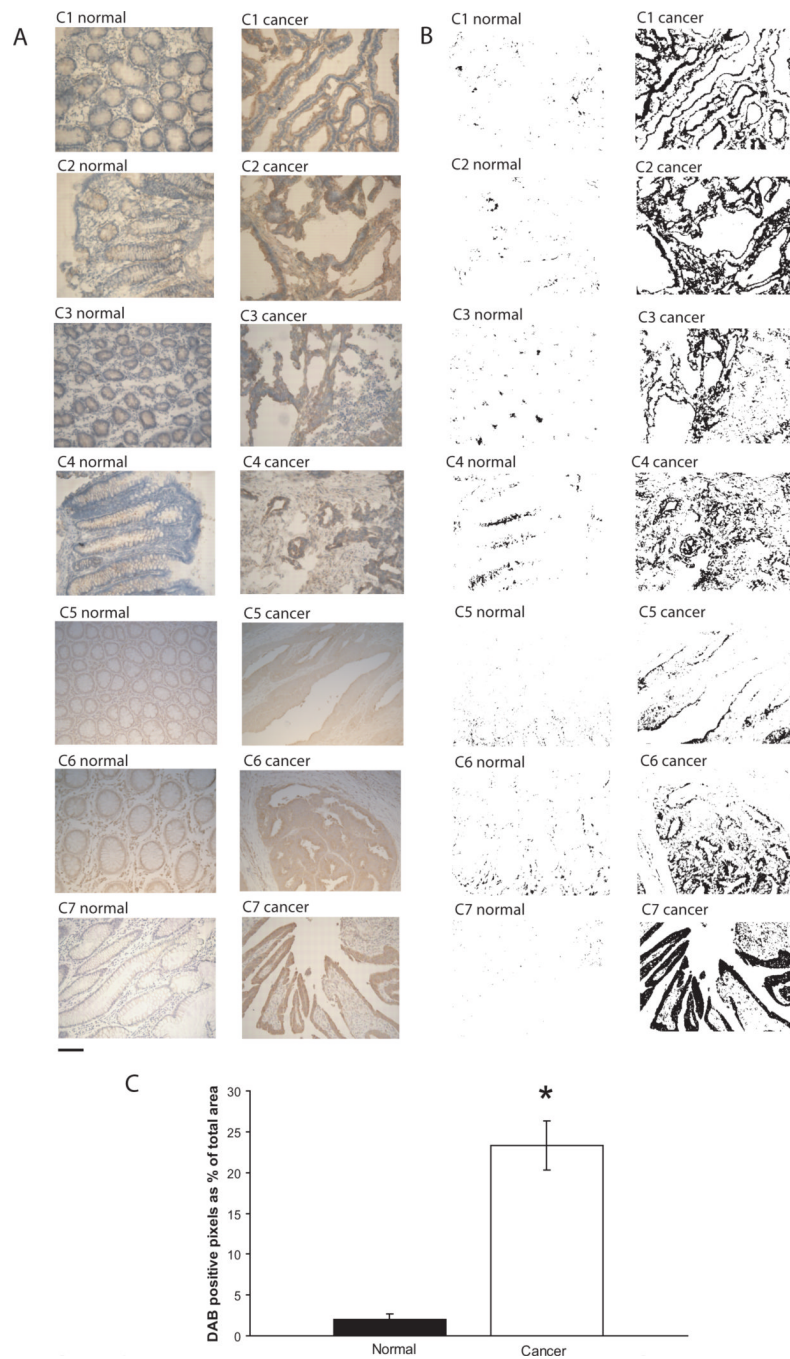 A
C1 normal
C1 cancer
C2 normal
C2 cancer
C3 normal
C3 cancer
C4 normal
C4 cancer
C5 normal
C5 cancer
C6 normal
C6 cancer
C7 normal
C7 cancer
B
C1 normal
C1 cancer
C2 normal
C2 cancer
C3 normal
C3 cancer
C4 normal
C4 cancer
C5 normal
C5 cancer
C6 normal
C6 cancer
C7 normal
C7 cancer
C
DAB positive pixels as % of total area
30
25
20
15
10
5
0
*
Normal
Cancer